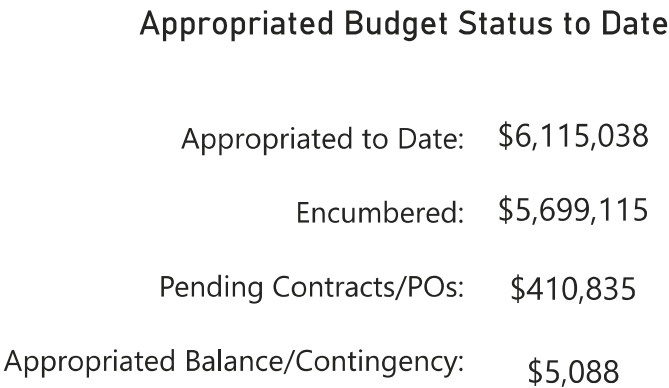 Appropriated Budget Status to Date
Appropriated to Date: $6,115,038
Encumbered: $5,699,115
Pending Contracts/POs: $410,835
Appropriated Balance/Contingency: $5,088